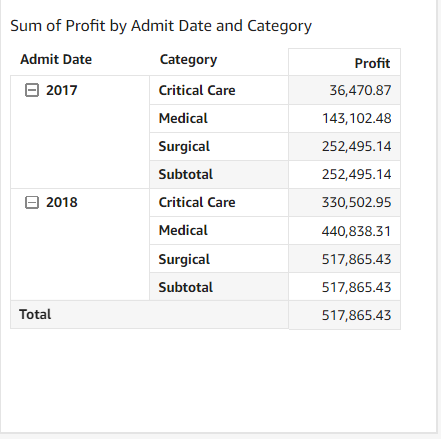 Sum of Profit by Admit Date and Category
Admit Date Category Profit
2017 Critical Care 36,470.87
Medical 143,102.48
Surgical 252,495.14
Subtotal 252,495.14
2018 Critical Care 330,502.95
Medical 440,838.31
Surgical 517,865.43
Subtotal 517,865.43
Total 517,865.43